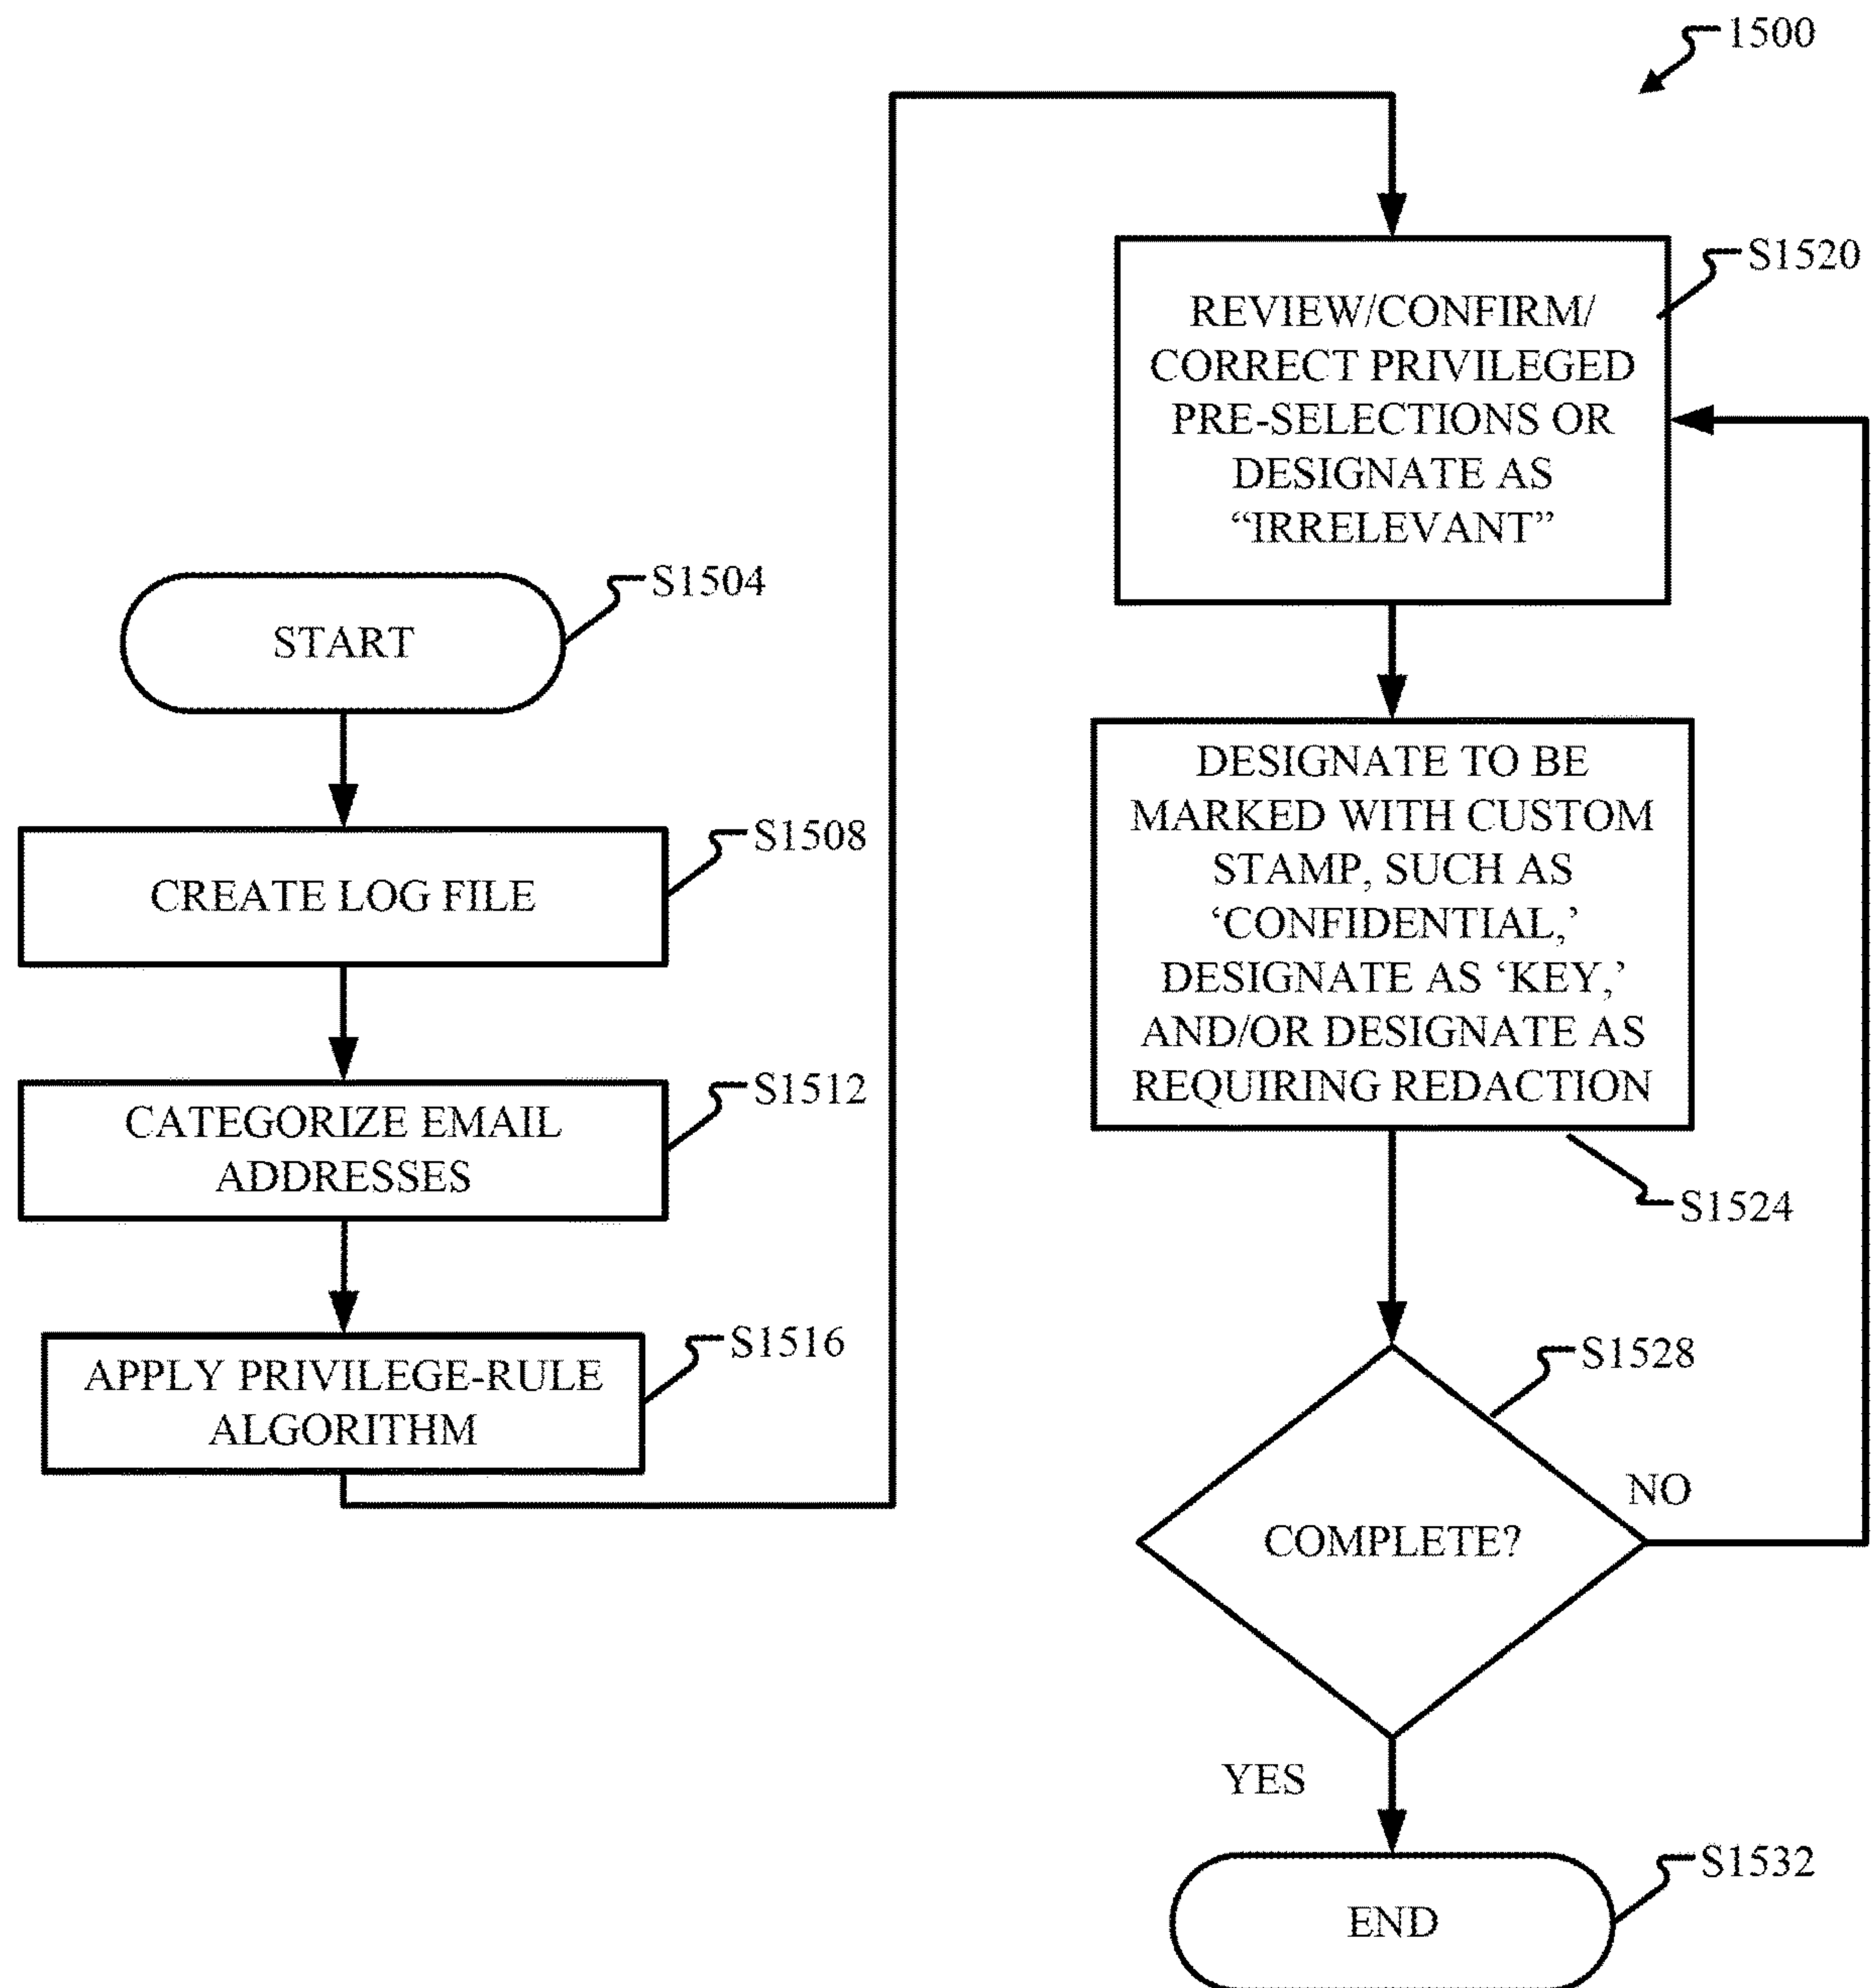 1500
START
S1504
CREATE LOG FILE
S1508
CATEGORIZE EMAIL
ADDRESSES
S1512
APPLY PRIVILEGE-RULE
ALGORITHM
S1516
REVIEW/CONFIRM/
CORRECT PRIVILEGED
PRE-SELECTIONS OR
DESIGNATE AS
“IRRELEVANT”
S1520
DESIGNATE TO BE
MARKED WITH CUSTOM
STAMP, SUCH AS
‘CONFIDENTIAL,’
DESIGNATE AS ‘KEY,’
AND/OR DESIGNATE AS
REQUIRING REDACTION
S1524
COMPLETE?
S1528
NO
YES
END
S1532